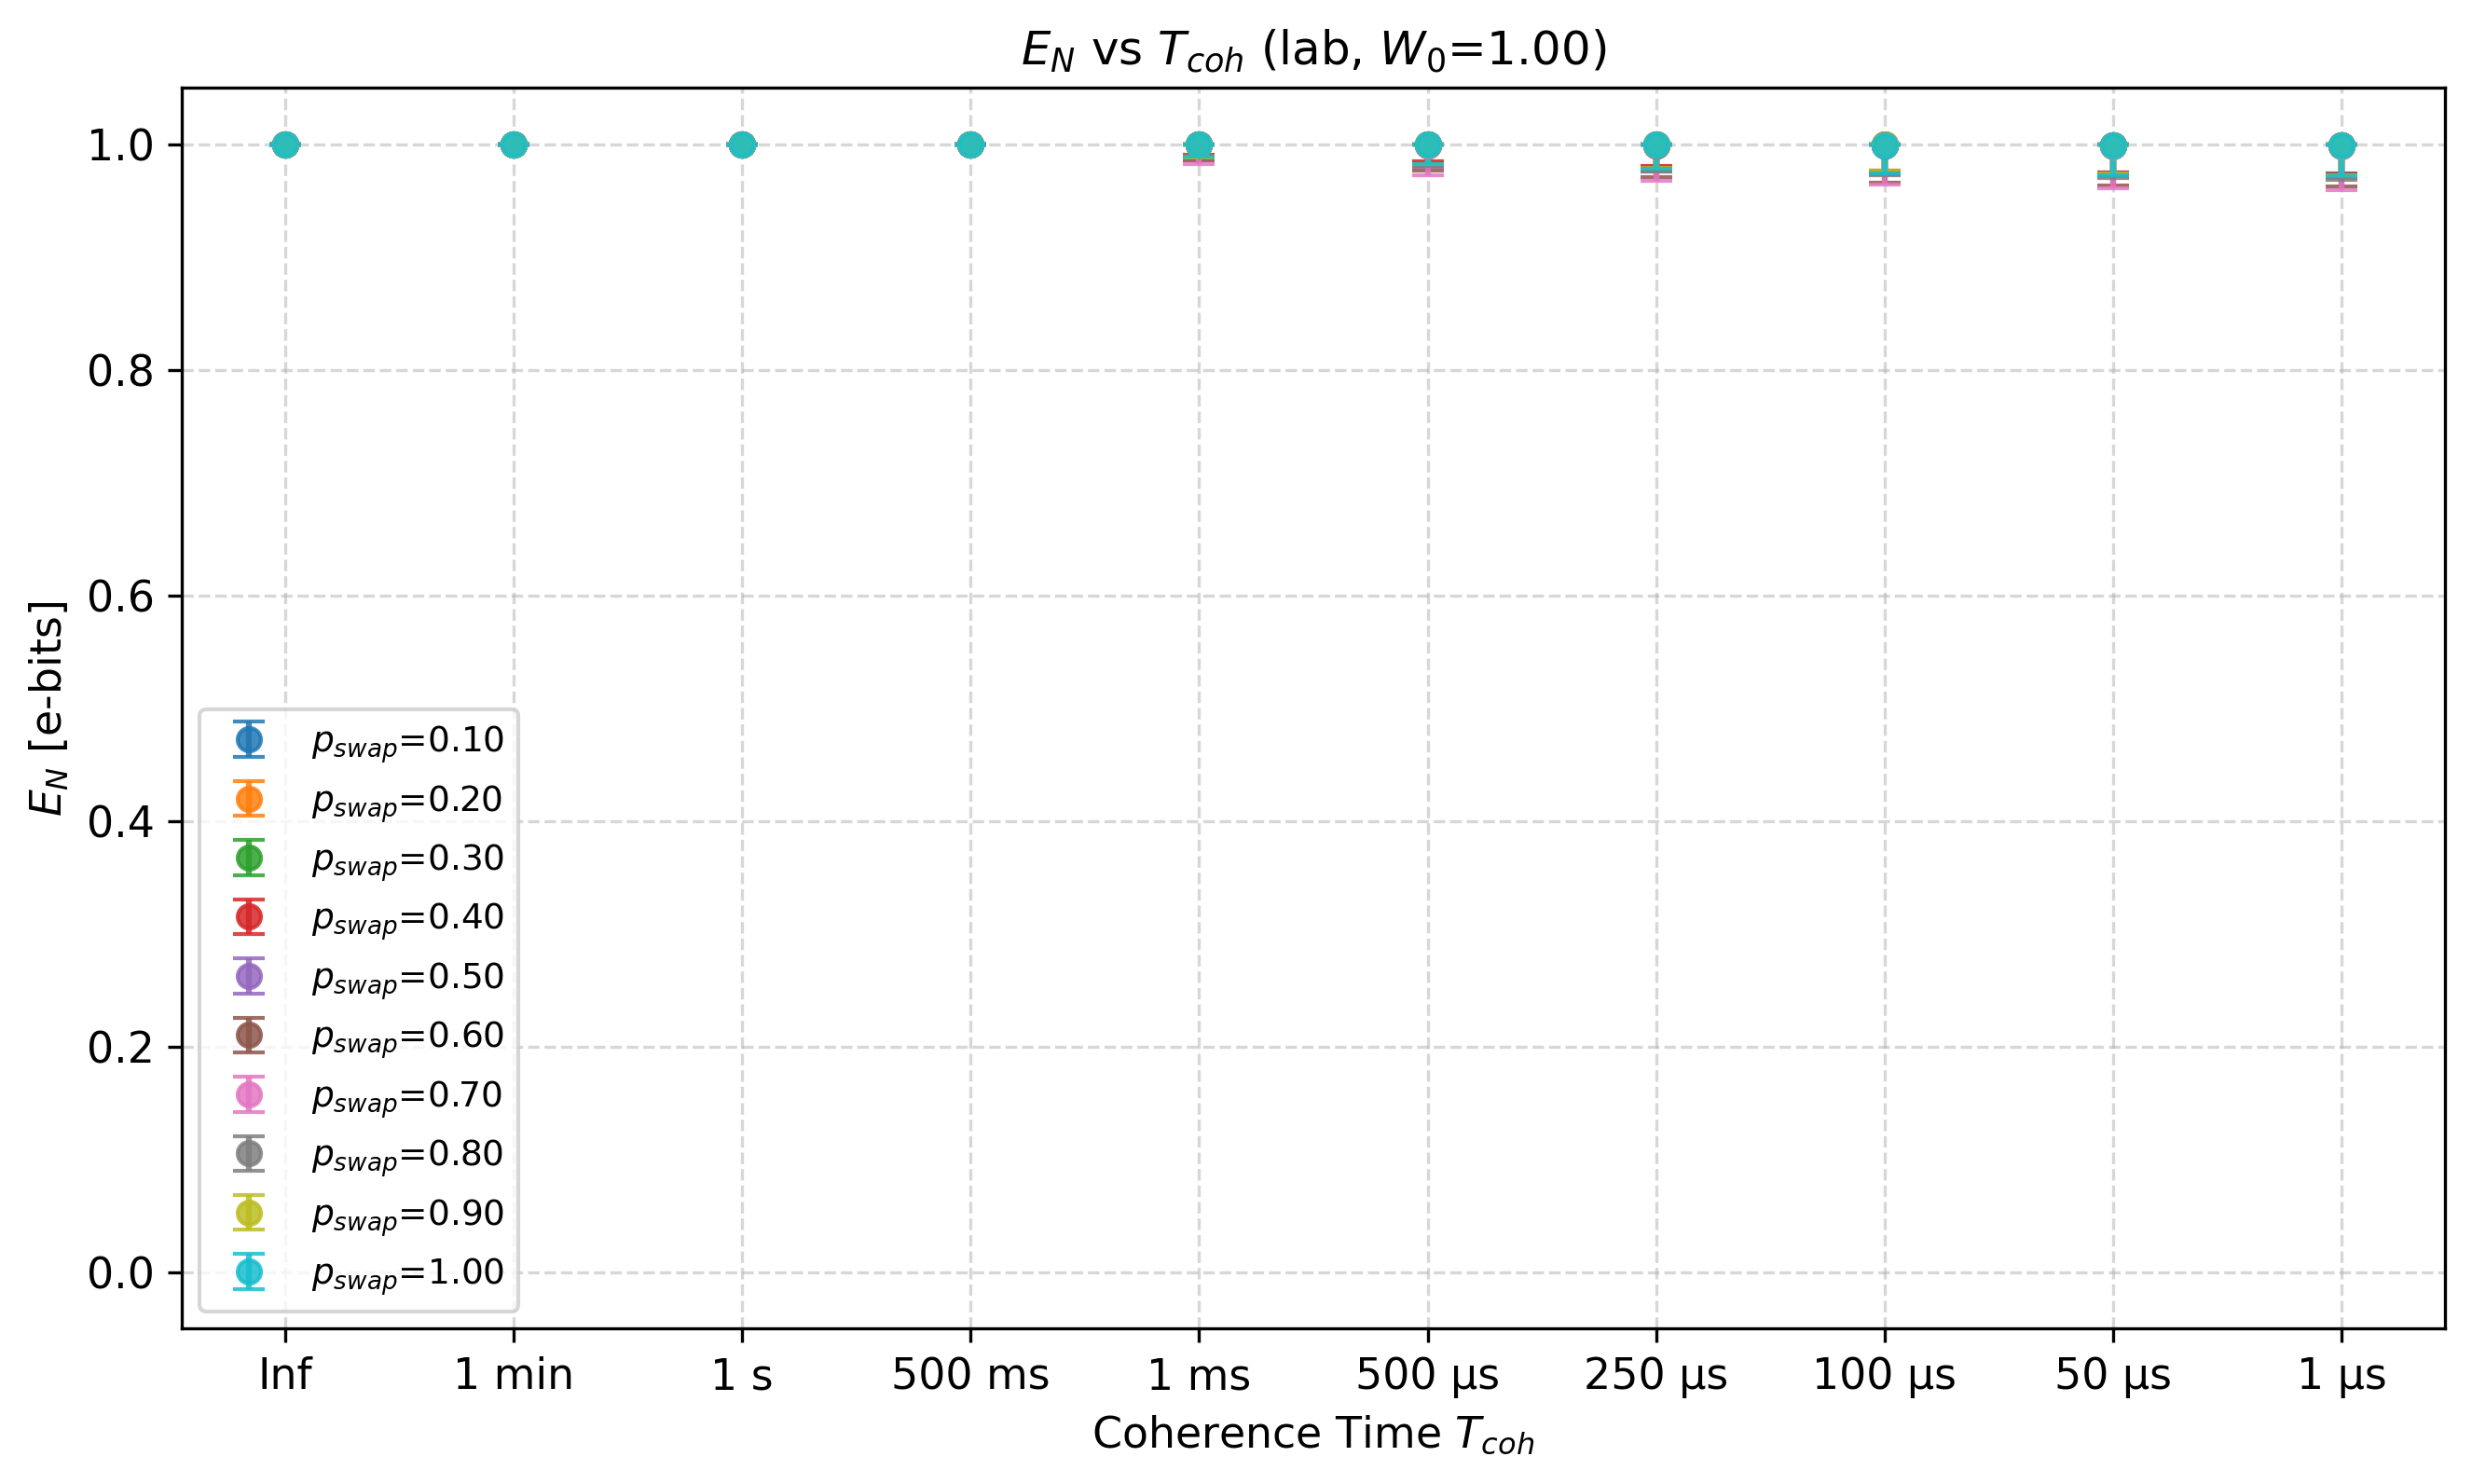 E_N vs T_coh (lab, W_0=1.00)
1.0
0.8
0.6
0.4
0.2
0.0
E_N [e-bits]
p_swap=0.10
p_swap=0.20
p_swap=0.30
p_swap=0.40
p_swap=0.50
p_swap=0.60
p_swap=0.70
p_swap=0.80
p_swap=0.90
p_swap=1.00
Inf 1 min 1 s 500 ms 1 ms 500 µs 250 µs 100 µs 50 µs 1 µs
Coherence Time T_coh